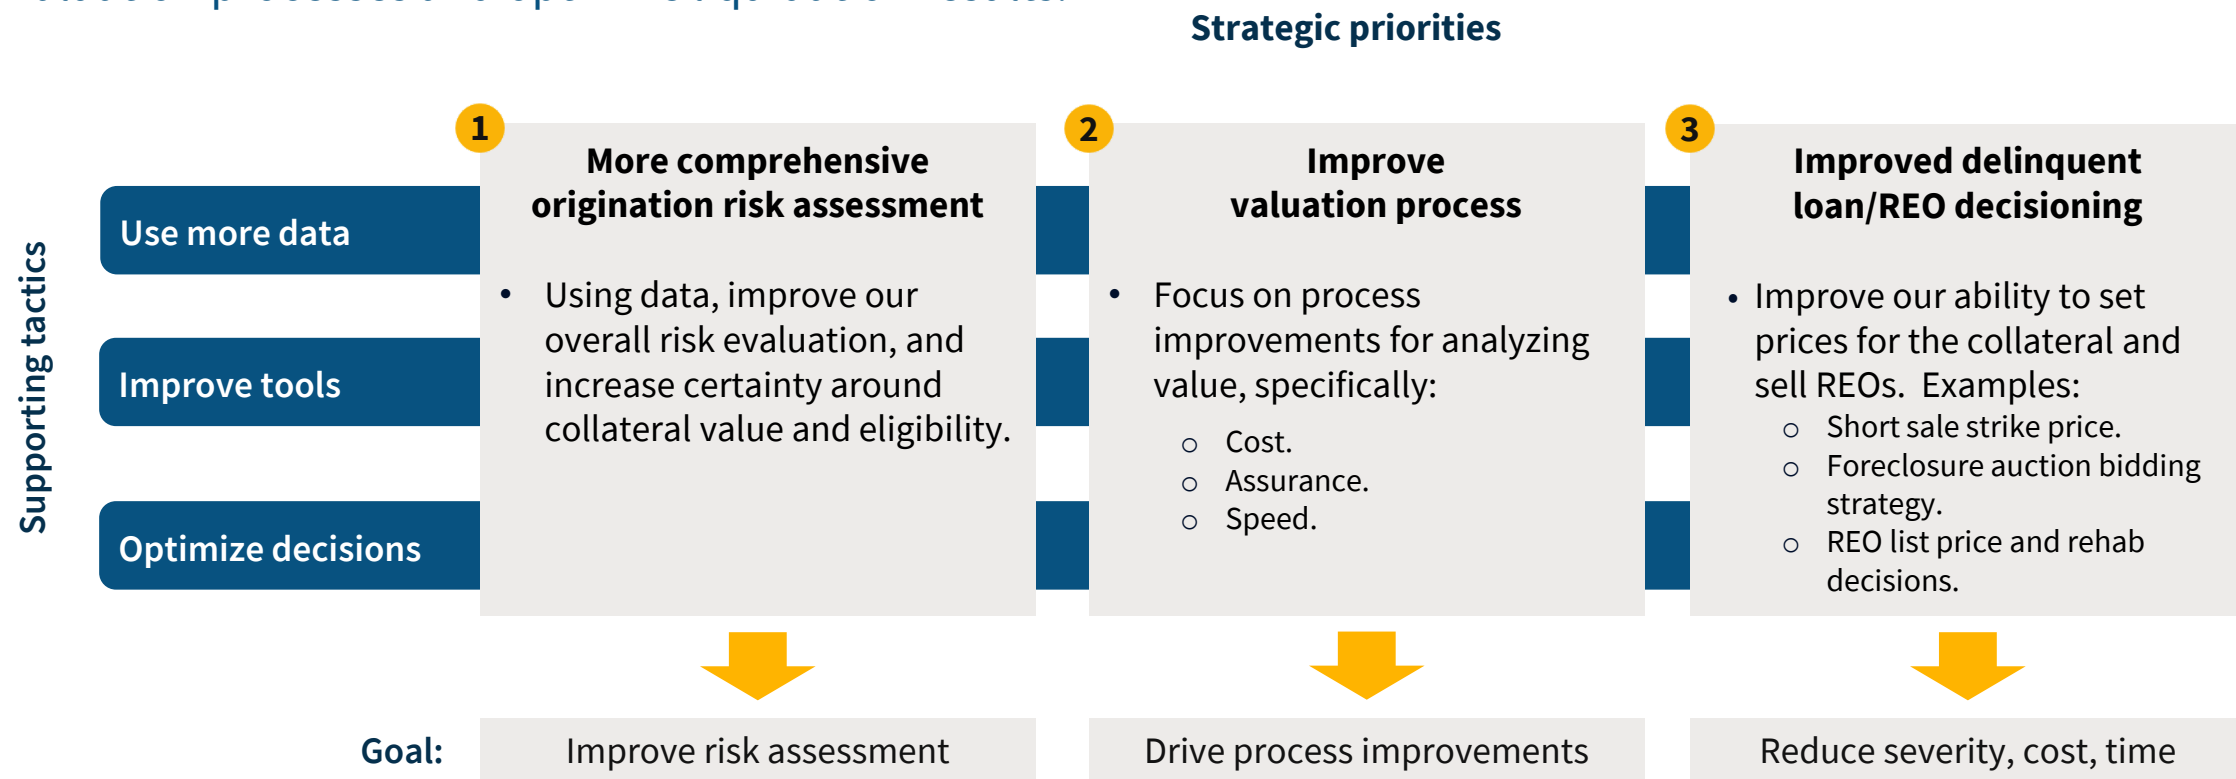 Strategic priorities
Supporting tactics
Use more data
Improve tools
Optimize decisions
1
More comprehensive
origination risk assessment
• Using data, improve our
overall risk evaluation, and
increase certainty around
collateral value and eligibility.
2
Improve
valuation process
• Focus on process
improvements for analyzing
value, specifically:
o Cost.
o Assurance.
o Speed.
3
Improved delinquent
loan/REO decisioning
• Improve our ability to set
prices for the collateral and
sell REOs. Examples:
o Short sale strike price.
o Foreclosure auction bidding
strategy.
o REO list price and rehab
decisions.
Goal:
Improve risk assessment
Drive process improvements
Reduce severity, cost, time